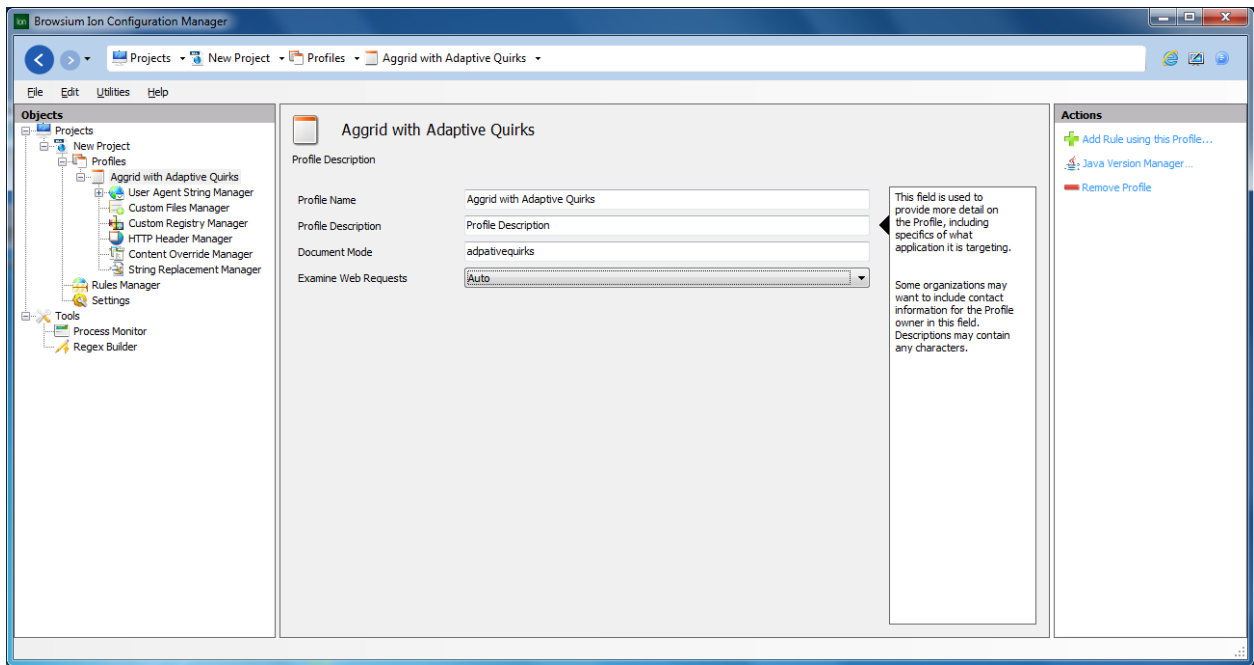 Ion Browsium Ion Configuration Manager
Projects New Project Profiles Aggrid with Adaptive Quirks
File Edit Utilities Help
Objects
Projects
New Project
Profiles
Aggrid with Adaptive Quirks
User Agent String Manager
Custom Files Manager
Custom Registry Manager
HTTP Header Manager
Content Override Manager
String Replacement Manager
Rules Manager
Settings
Tools
Process Monitor
Regex Builder
Aggrid with Adaptive Quirks
Profile Description
Profile Name Aggrid with Adaptive Quirks
Profile Description Profile Description
Document Mode adpativequirks
Examine Web Requests Auto
This field is used to
provide more detail on
the Profile, including
specifics of what
application it is targeting.
Some organizations may
want to include contact
information for the Profile
owner in this field.
Descriptions may contain
any characters.
Actions
Add Rule using this Profile...
Java Version Manager...
Remove Profile